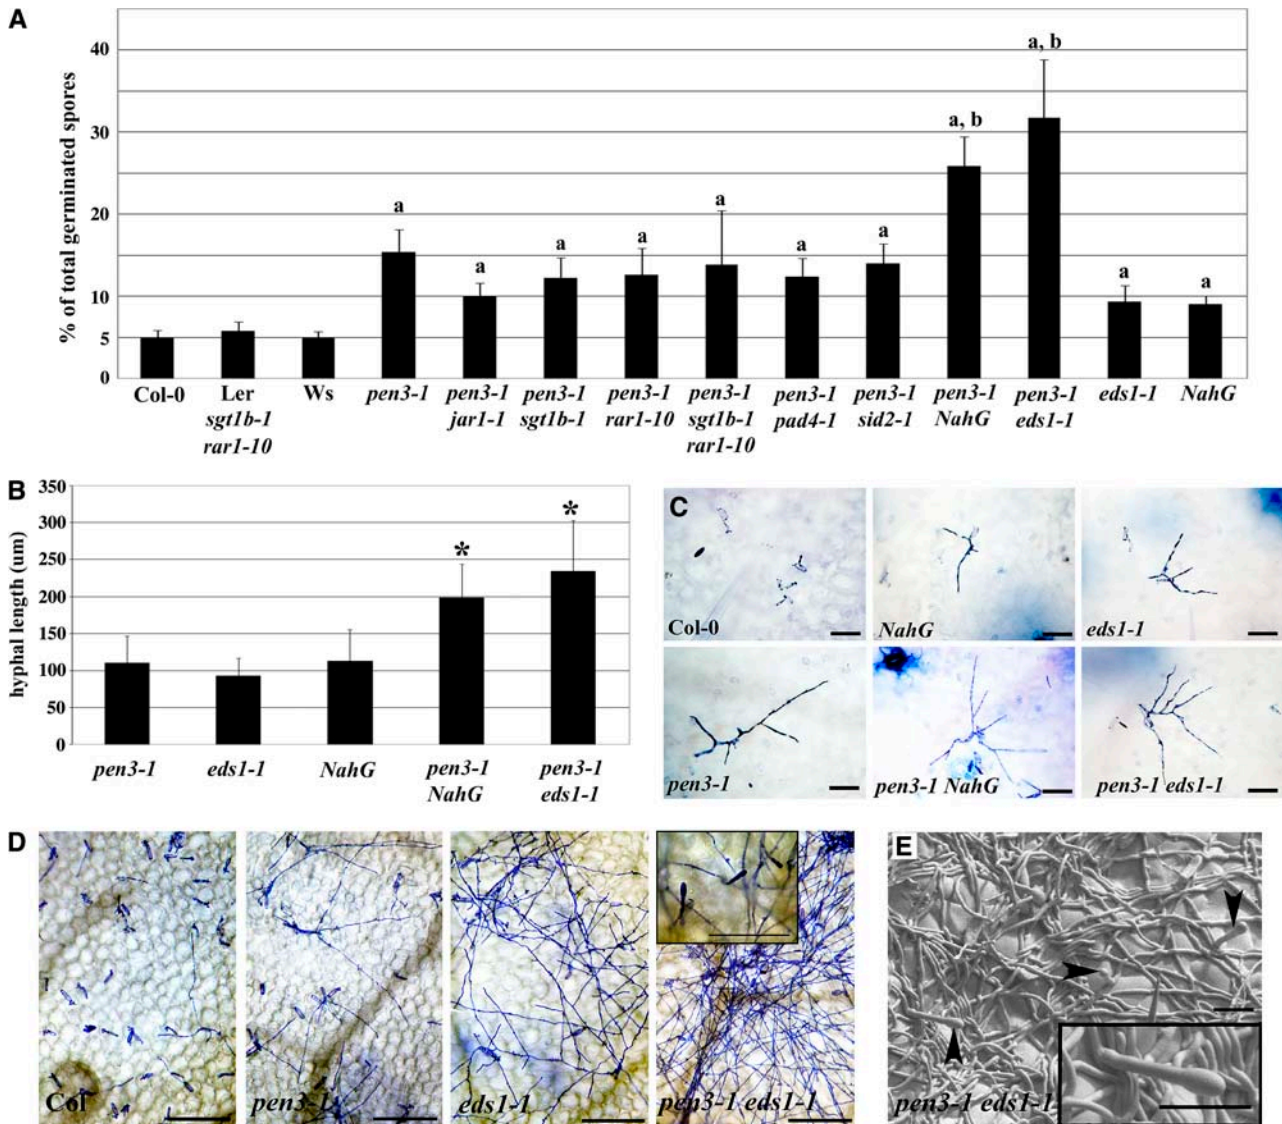 A
% of total germinated spores
40
30
20
10
5
0
a
a
a
a
a
a
a
a, b
a, b
a
a
Col-0
Ler
sgt1b-1
rar1-10
Ws
pen3-1
pen3-1
jar1-1
pen3-1
sgt1b-1
pen3-1
rar1-10
pen3-1
sgt1b-1
rar1-10
pen3-1
pad4-1
pen3-1
sid2-1
pen3-1
NahG
pen3-1
eds1-1
eds1-1
NahG
B
hyphal length (um)
350
300
250
200
150
100
50
0
*
*
pen3-1
eds1-1
NahG
pen3-1
NahG
pen3-1
eds1-1
C
Col-0
NahG
eds1-1
pen3-1
pen3-1 NahG
pen3-1 eds1-1
D
Col
pen3-1
eds1-1
pen3-1 eds1-1
E
pen3-1 eds1-1